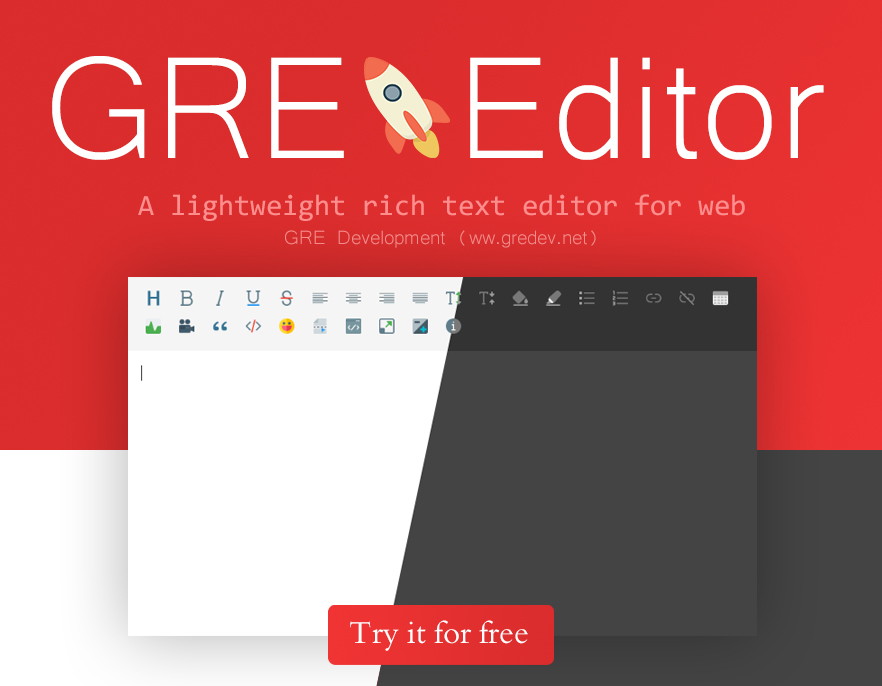 GRE Editor
A lightweight rich text editor for web
GRE Development (ww.gredev.net)
H B I U S T T
i
Try it for free